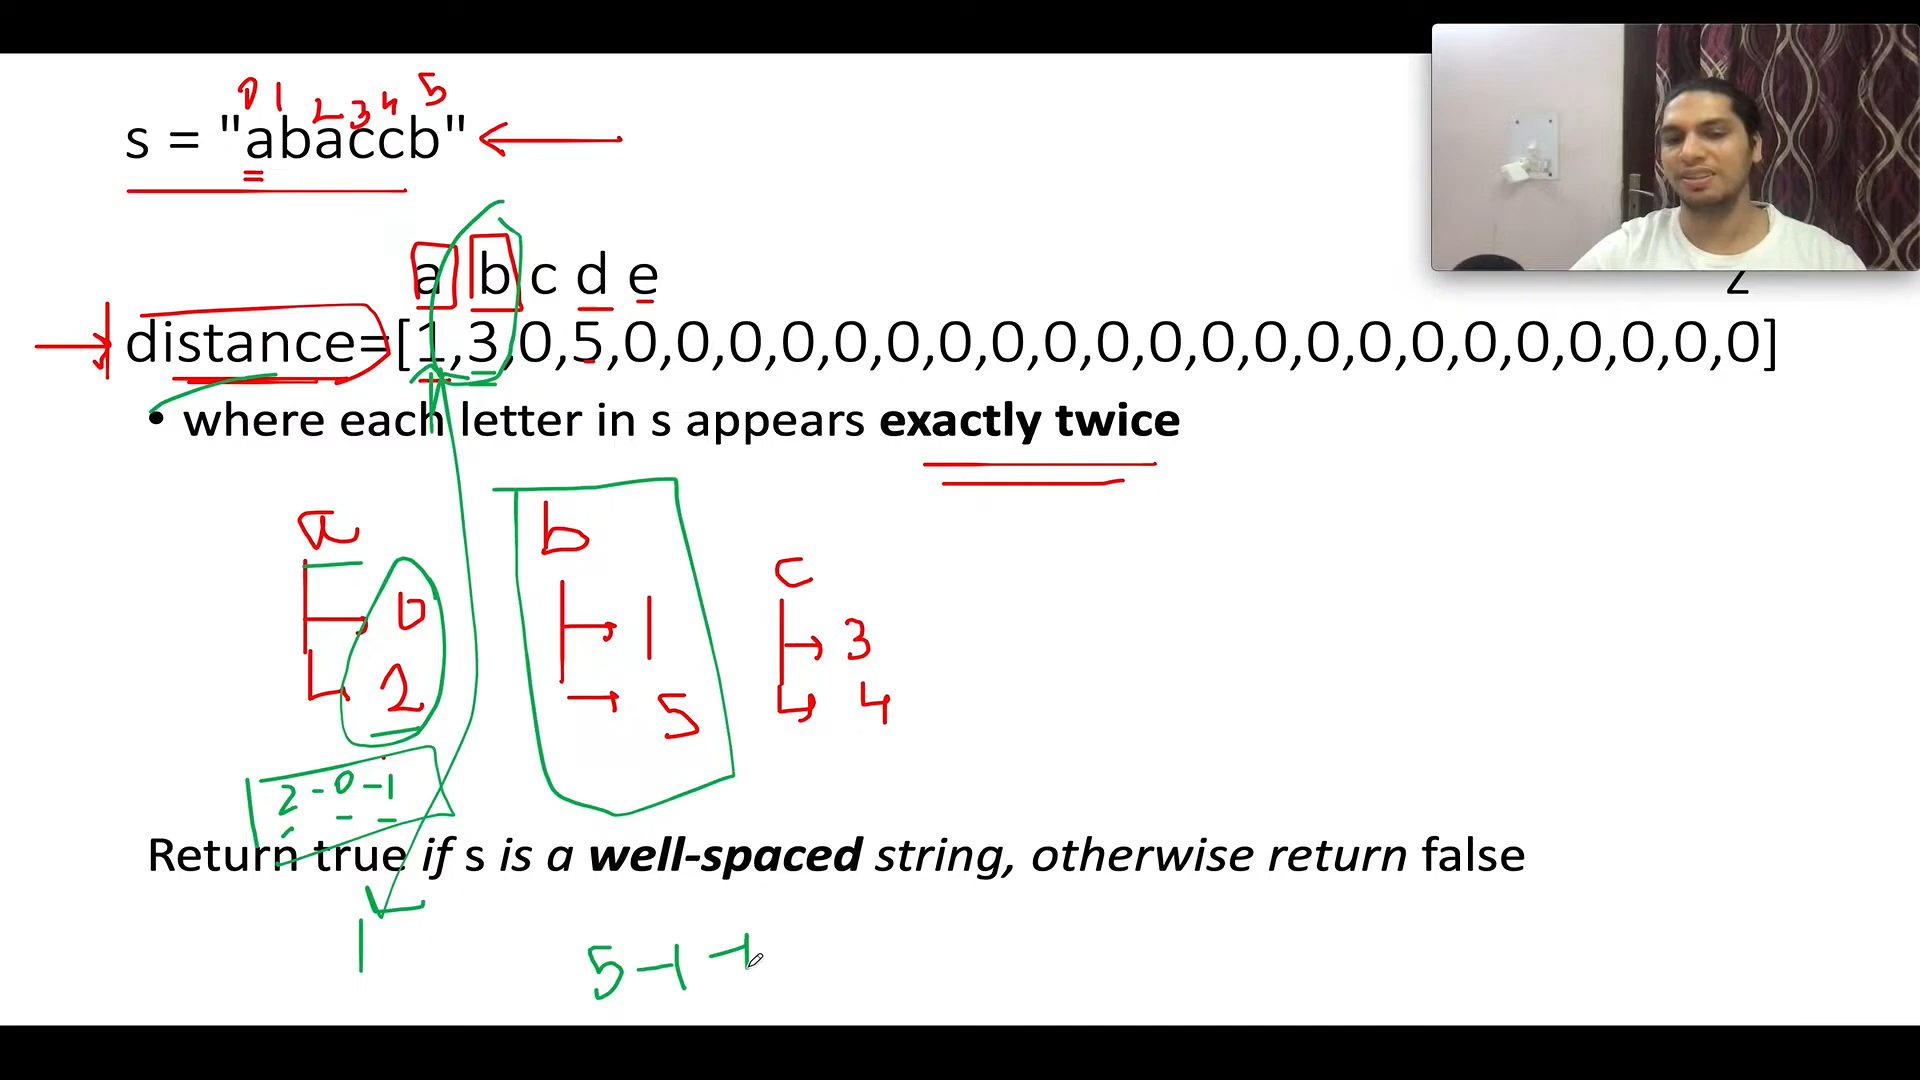 0 1 2 3 4 5
s = "abaccb"
a b c d e z
distance=[1,3,0,5,0,0,0,0,0,0,0,0,0,0,0,0,0,0,0,0,0,0,0,0,0,0]
• where each letter in s appears exactly twice
a b c
0 1 3
2 5 4
2-0-1
Return true if s is a well-spaced string, otherwise return false
1
5-1-1